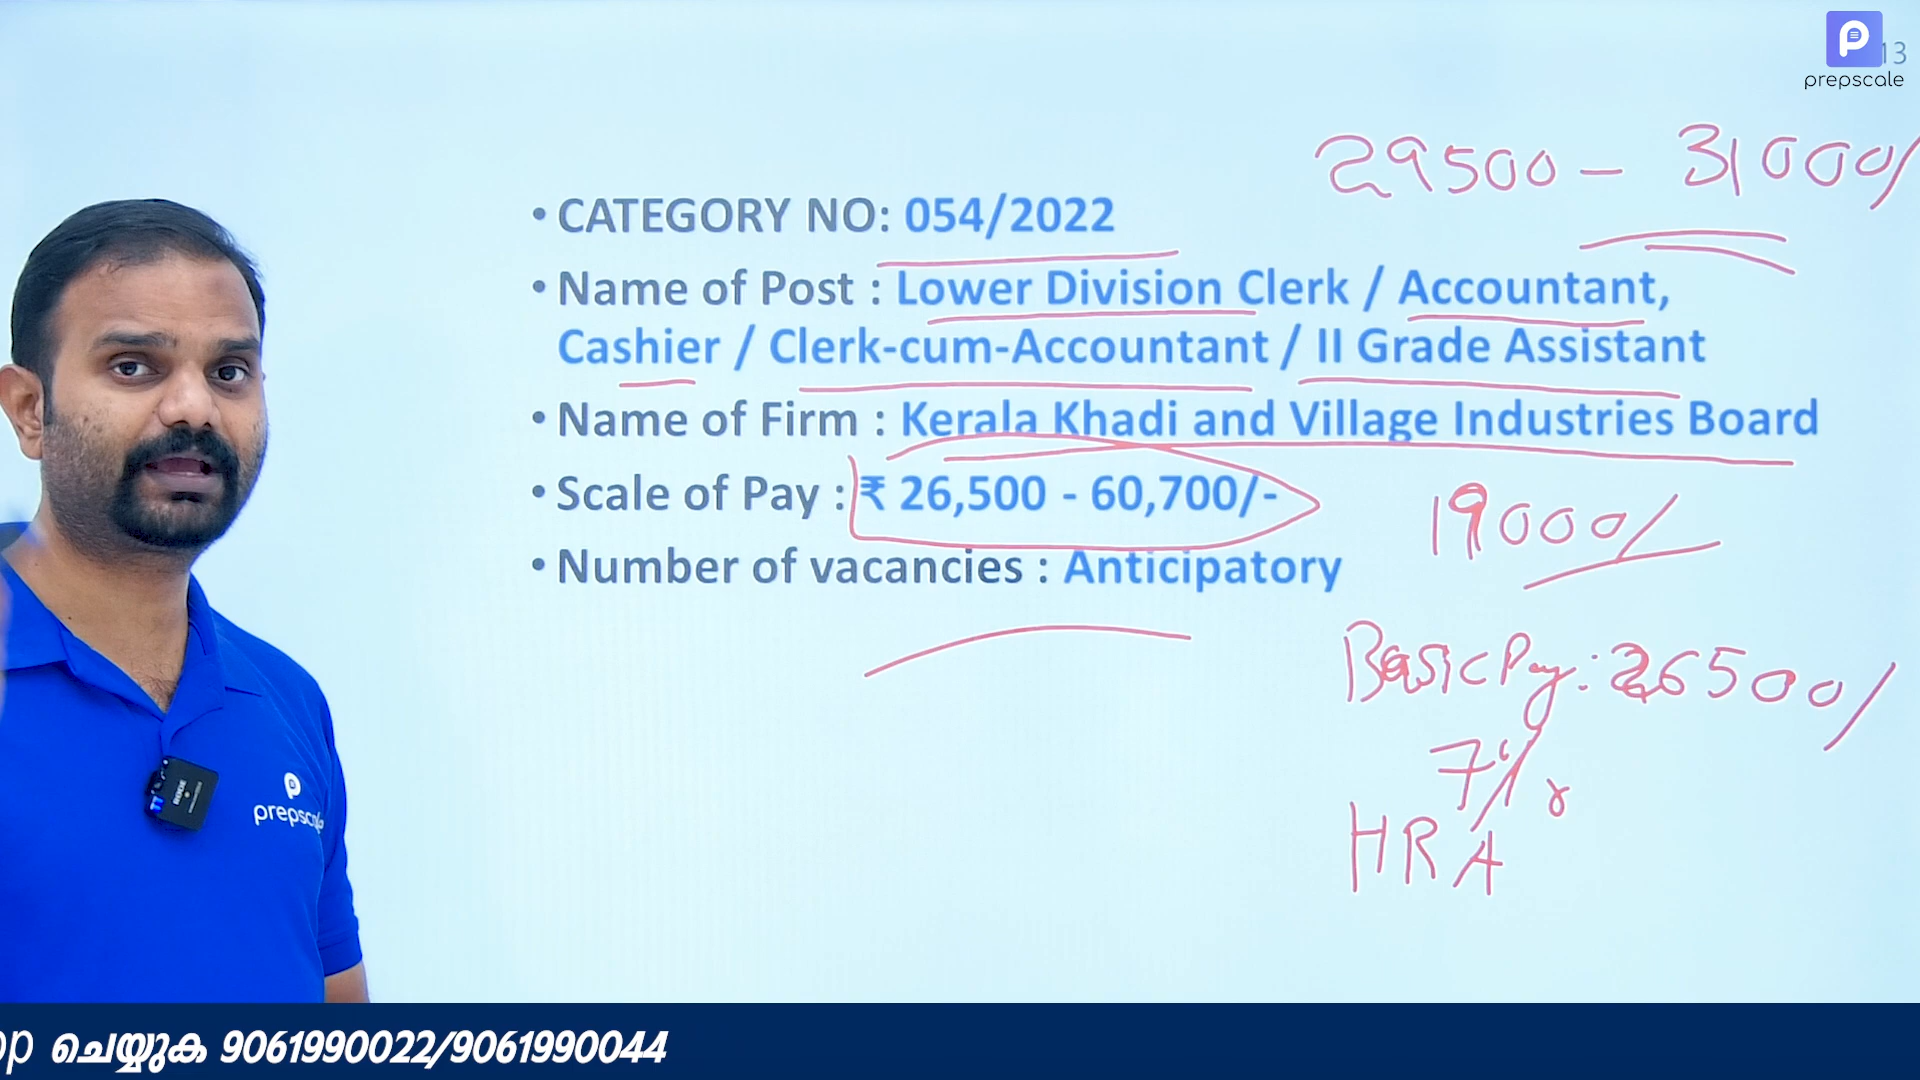 prepscale
13
29500 - 31000/
• CATEGORY NO: 054/2022
• Name of Post : Lower Division Clerk / Accountant,
Cashier / Clerk-cum-Accountant / II Grade Assistant
• Name of Firm : Kerala Khadi and Village Industries Board
• Scale of Pay : ₹ 26,500 - 60,700/-
19000/
• Number of vacancies : Anticipatory
Basic Pay : 26500/
7%
HRA
RODE
prepscale
ചെയ്യുക 9061990022/9061990044